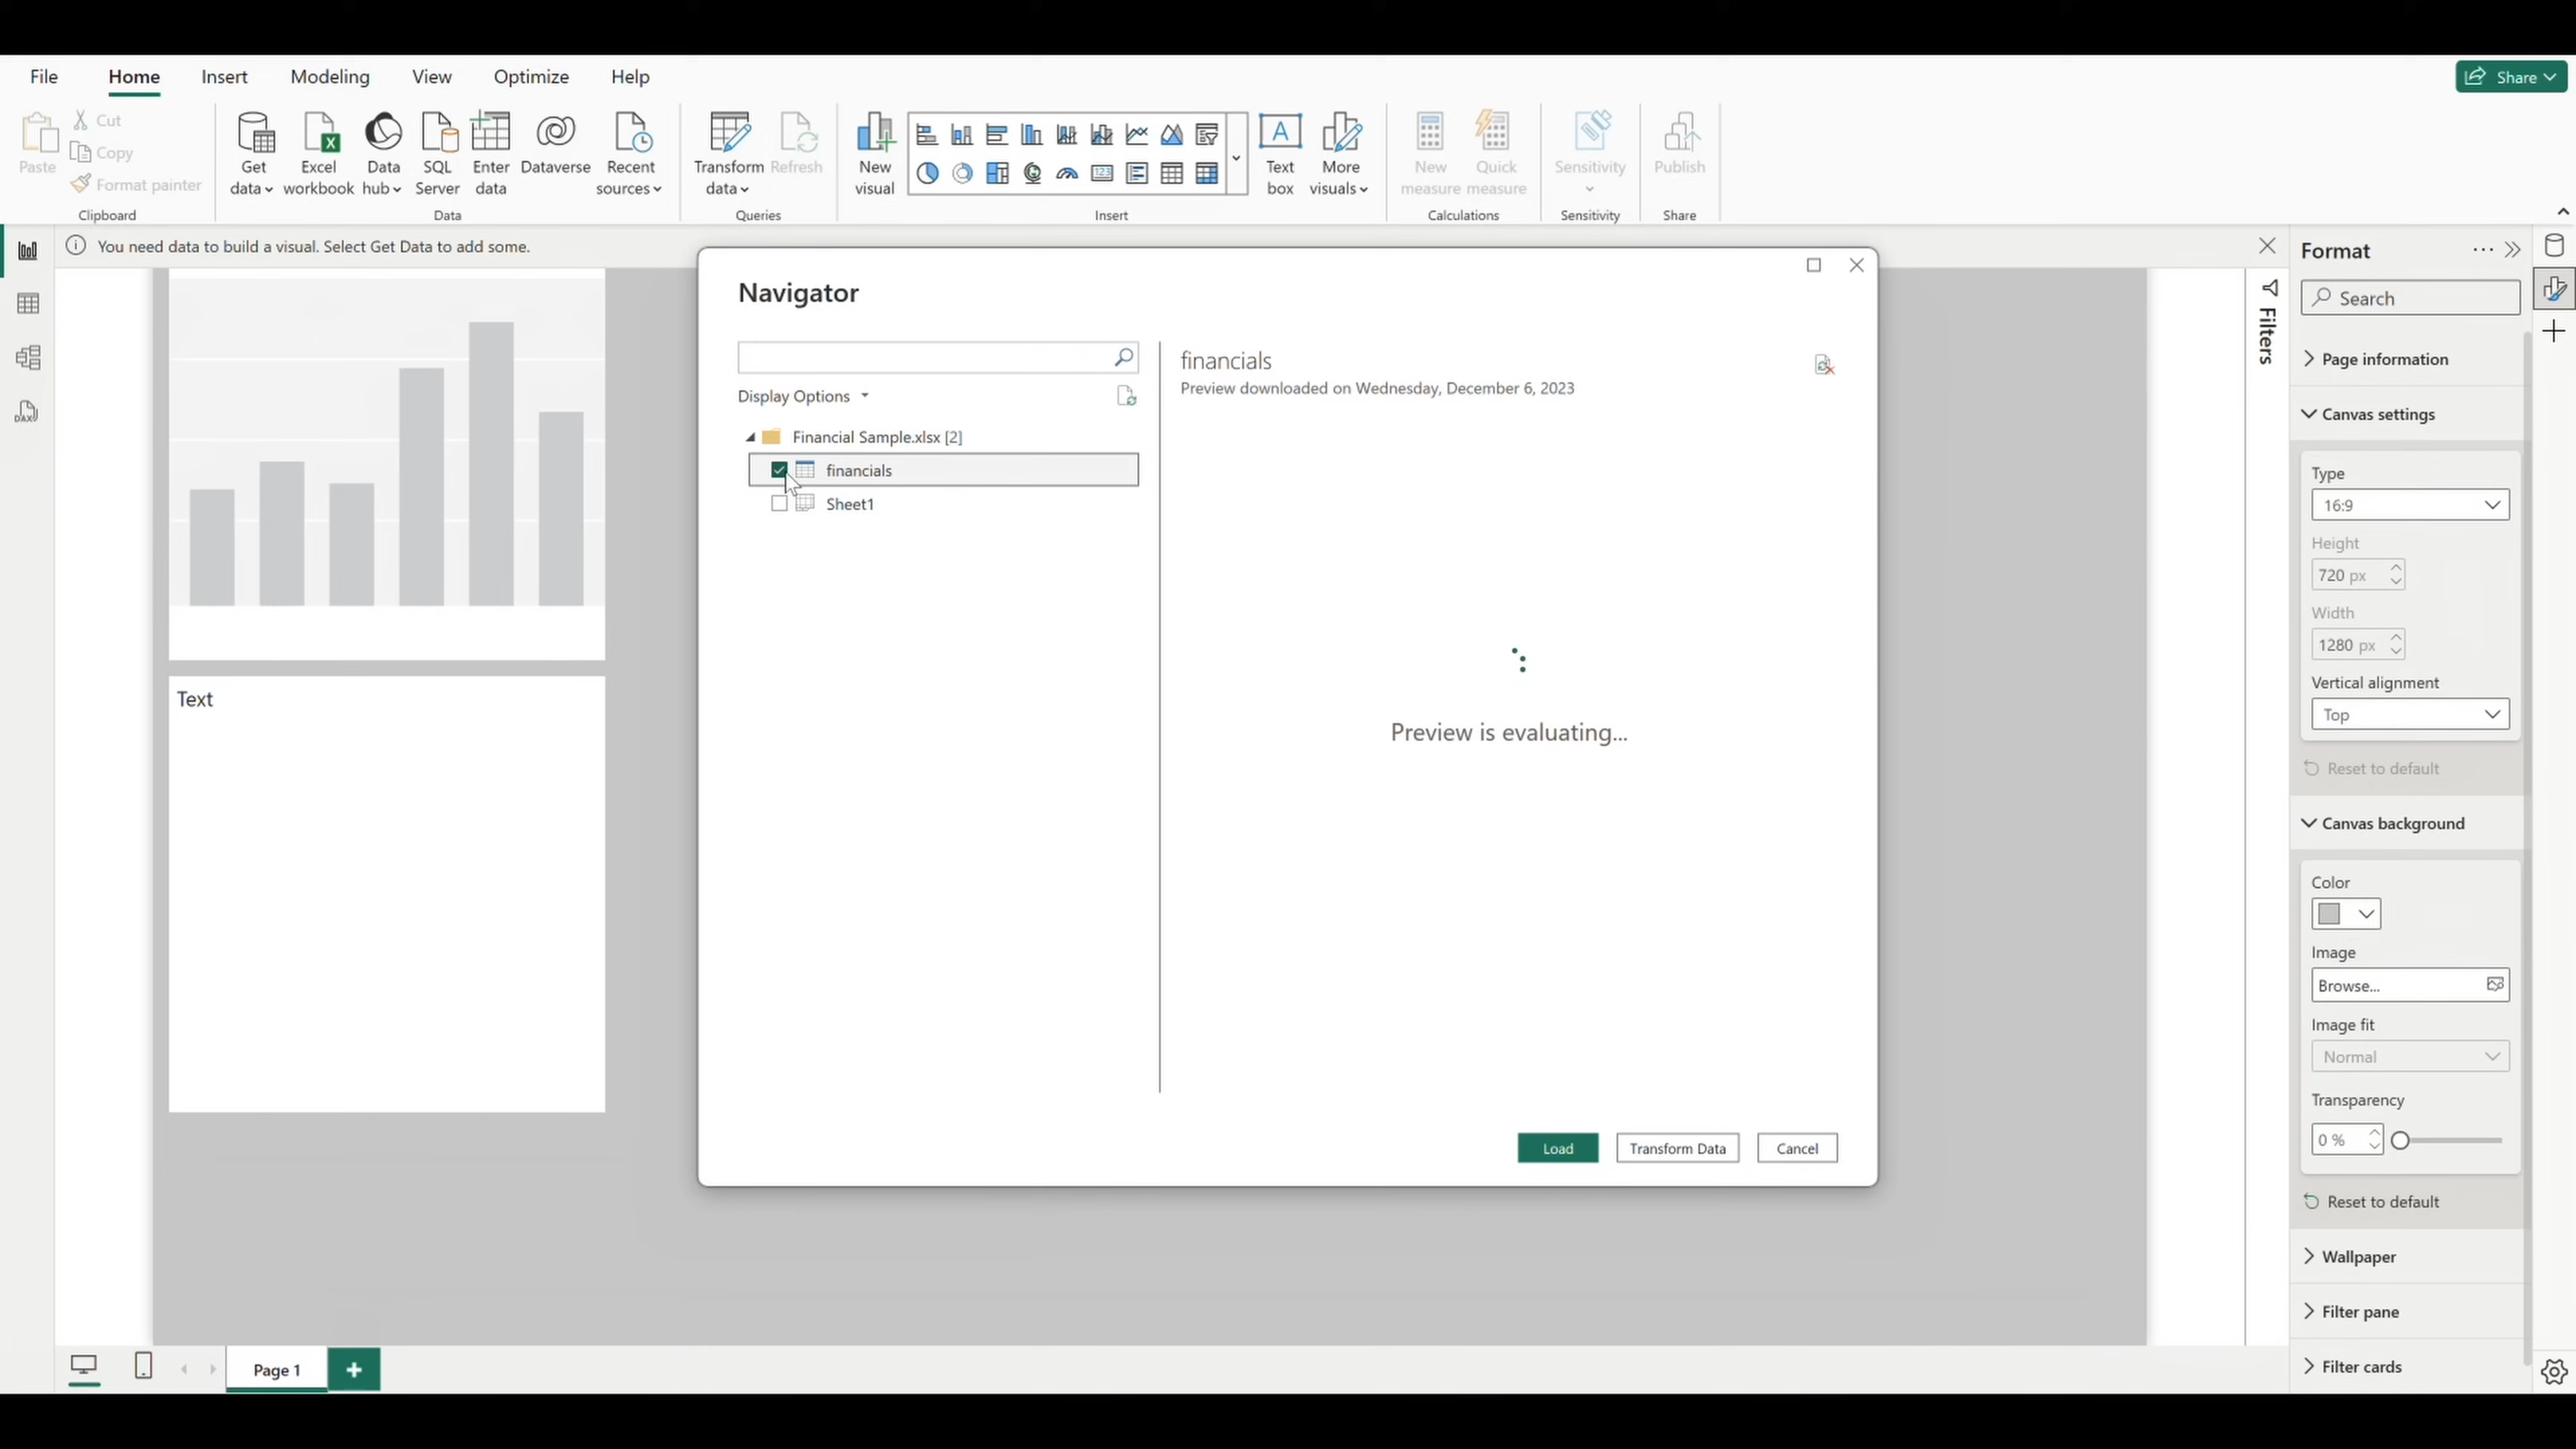 File Home Insert Modeling View Optimize Help
Share
Paste
Cut
Copy
Format painter
Clipboard
Get data
Excel workbook
Data hub
SQL Server
Enter data
Dataverse
Recent sources
Data
Transform data
Refresh
Queries
New visual
123
A
Text box
More visuals
Insert
New measure
Quick measure
Calculations
Sensitivity
Sensitivity
Publish
Share
You need data to build a visual. Select Get Data to add some.
DAX
Text
Navigator
Display Options
Financial Sample.xlsx [2]
financials
Sheet1
financials
Preview downloaded on Wednesday, December 6, 2023
Preview is evaluating...
Load
Transform Data
Cancel
Filters
Format
Search
Page information
Canvas settings
Type
16:9
Height
720 px
Width
1280 px
Vertical alignment
Top
Reset to default
Canvas background
Color
Image
Browse...
Image fit
Normal
Transparency
0 %
Reset to default
Wallpaper
Filter pane
Filter cards
Page 1